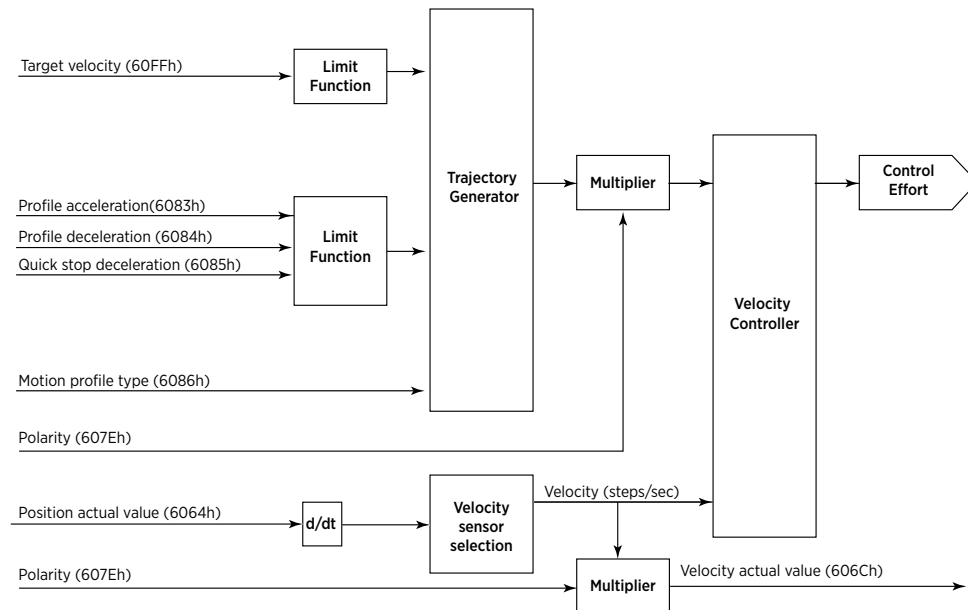 Target velocity (60FFh)
Limit
Function
Trajectory
Generator
Multiplier
Control
Effort
Profile acceleration(6083h)
Profile deceleration (6084h)
Quick stop deceleration (6085h)
Limit
Function
Velocity
Controller
Motion profile type (6086h)
Polarity (607Eh)
Position actual value (6064h)
d/dt
Velocity
sensor
selection
Velocity (steps/sec)
Polarity (607Eh)
Multiplier
Velocity actual value (606Ch)